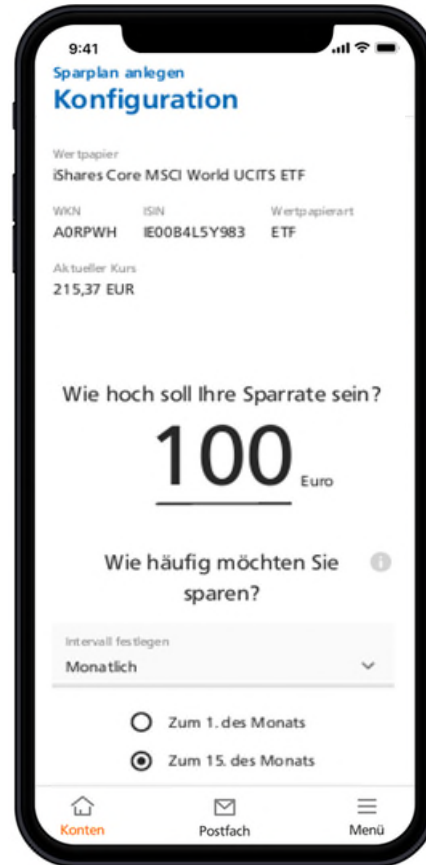 9:41
Sparplan anlegen
Konfiguration
Wertpapier
iShares Core MSCI World UCITS ETF
WKN ISIN Wertpapierart
A0RPWH IE00B4L5Y983 ETF
Aktueller Kurs
215,37 EUR
Wie hoch soll Ihre Sparrate sein?
100 Euro
Wie häufig möchten Sie
sparen?
Intervall festlegen
Monatlich
Zum 1. des Monats
Zum 15. des Monats
Konten Postfach Menü